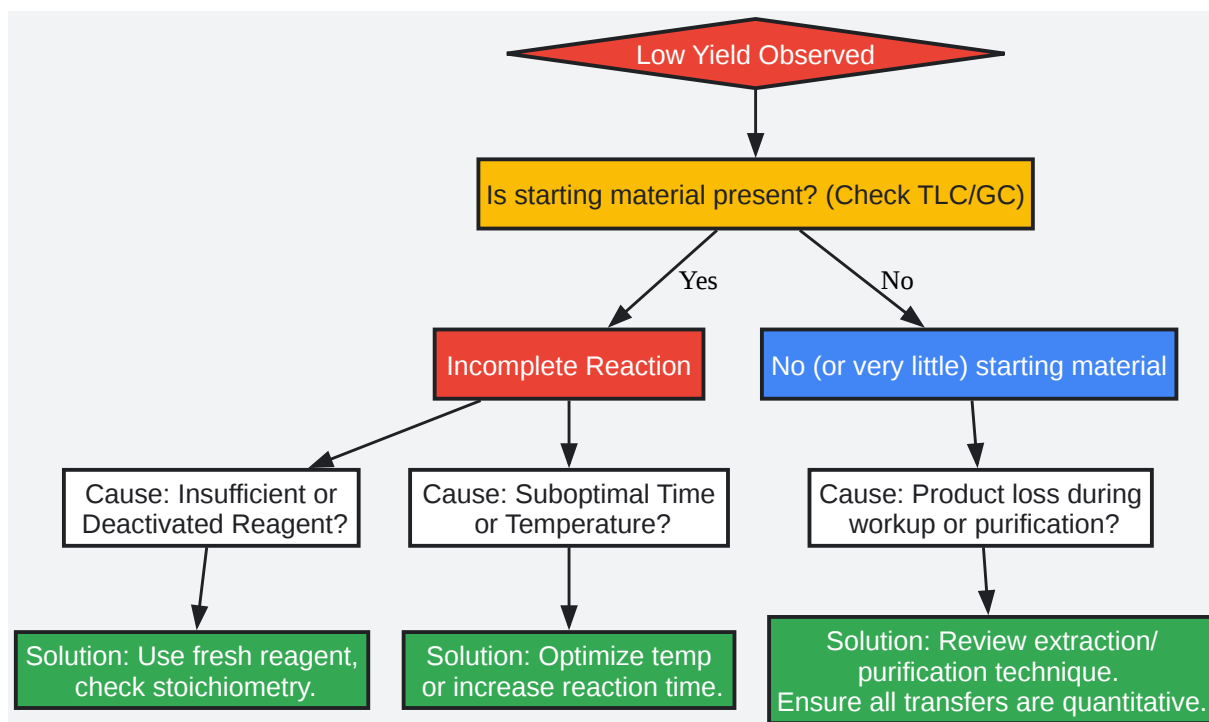 Low Yield Observed
Is starting material present? (Check TLC/GC)
Yes
No
Incomplete Reaction
No (or very little) starting material
Cause: Insufficient or
Deactivated Reagent?
Cause: Suboptimal Time
or Temperature?
Cause: Product loss during
workup or purification?
Solution: Use fresh reagent,
check stoichiometry.
Solution: Optimize temp
or increase reaction time.
Solution: Review extraction/
purification technique.
Ensure all transfers are quantitative.